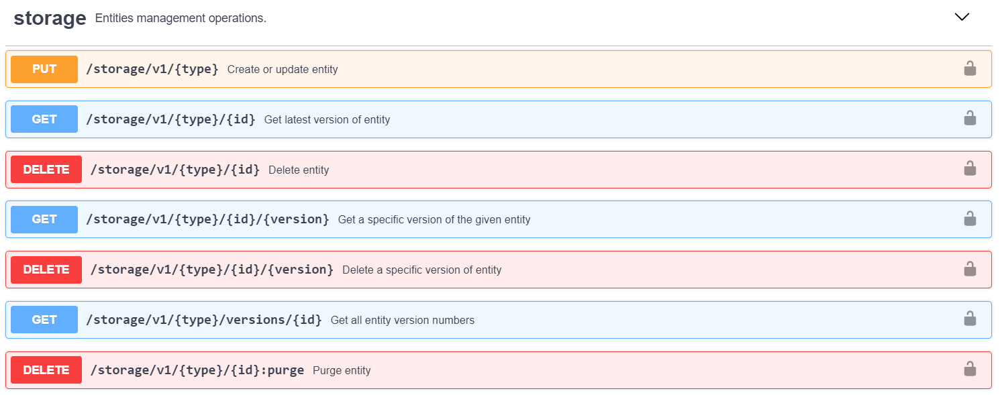 storage Entities management operations.
PUT /storage/v1/{type} Create or update entity
GET /storage/v1/{type}/{id} Get latest version of entity
DELETE /storage/v1/{type}/{id} Delete entity
GET /storage/v1/{type}/{id}/{version} Get a specific version of the given entity
DELETE /storage/v1/{type}/{id}/{version} Delete a specific version of entity
GET /storage/v1/{type}/versions/{id} Get all entity version numbers
DELETE /storage/v1/{type}/{id}:purge Purge entity